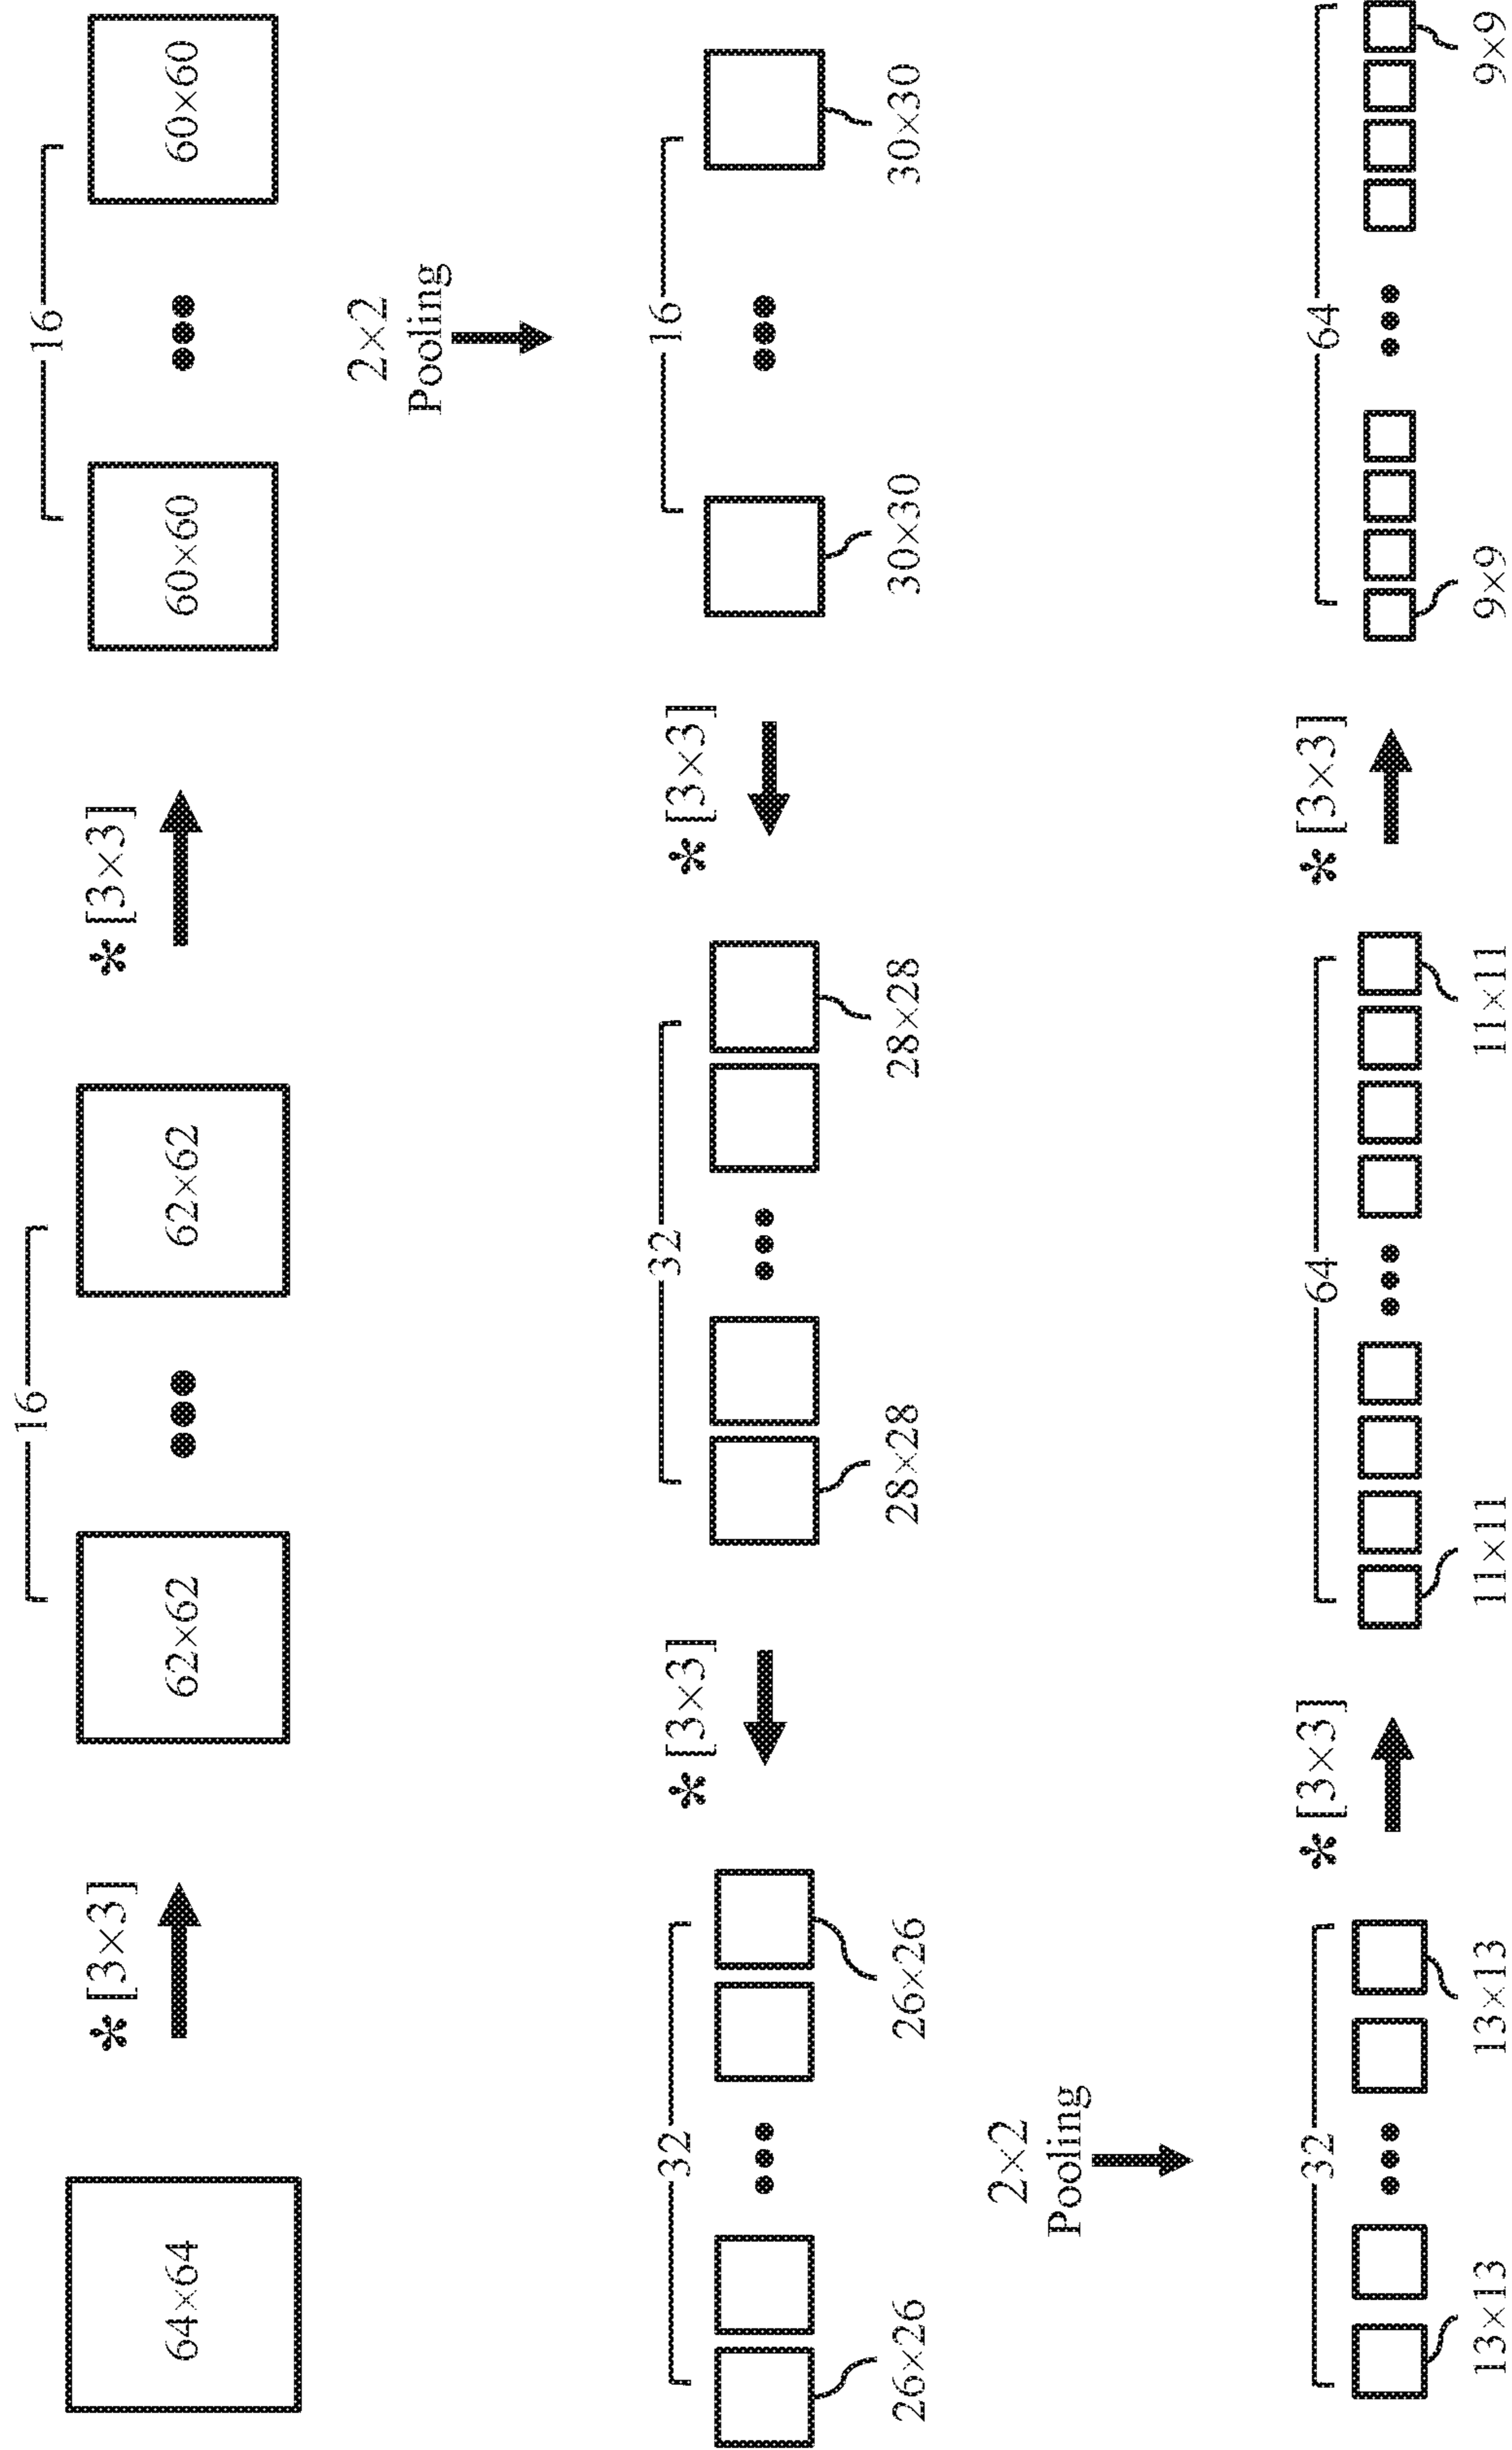 16 16
* [3×3] * [3×3]
64×64 62×62 62×62 60×60 60×60
2×2
Pooling
32 32 16
* [3×3] * [3×3]
26×26 26×26 28×28 28×28 30×30 30×30
2×2
Pooling
32 64 64
* [3×3] * [3×3]
13×13 13×13 11×11 11×11 9×9 9×9